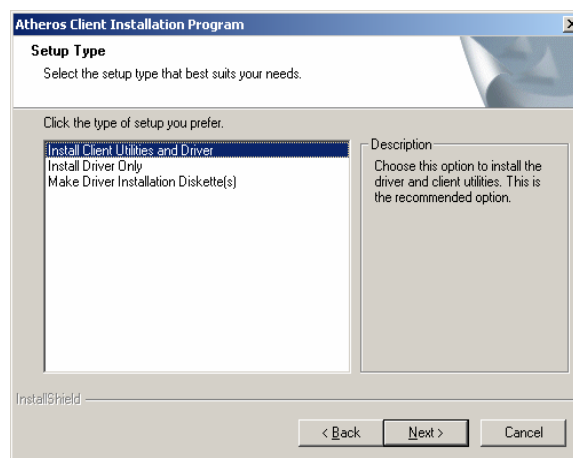 Atheros Client Installation Program
Setup Type
Select the setup type that best suits your needs.
Click the type of setup you prefer.
Install Client Utilities and Driver
Install Driver Only
Make Driver Installation Diskette(s)
Description
Choose this option to install the
driver and client utilities. This is
the recommended option.
InstallShield
< Back
Next >
Cancel